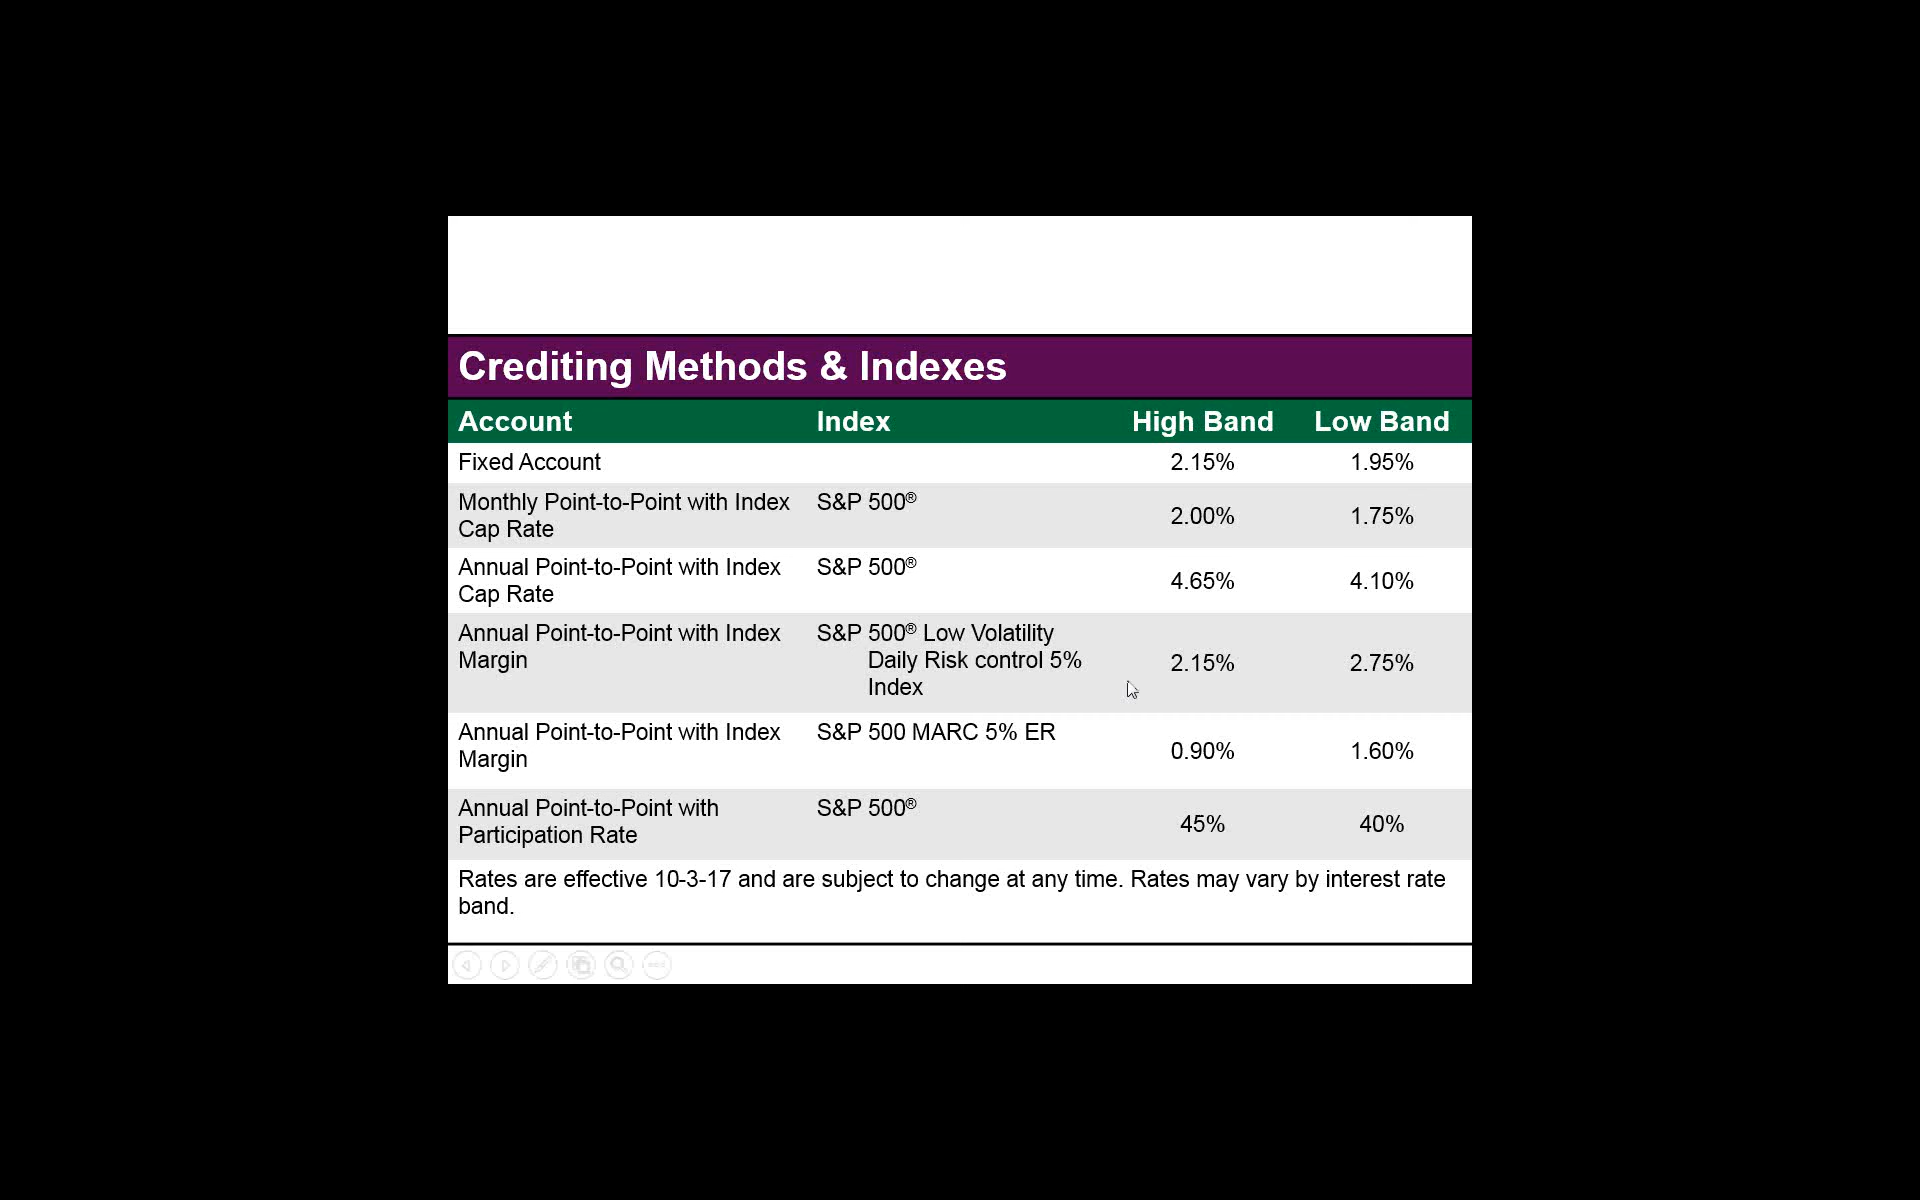 Crediting Methods & Indexes
Account Index High Band Low Band
Fixed Account 2.15% 1.95%
Monthly Point-to-Point with Index
Cap Rate
S&P 500®
2.00% 1.75%
Annual Point-to-Point with Index
Cap Rate
S&P 500®
4.65% 4.10%
Annual Point-to-Point with Index
Margin
S&P 500® Low Volatility
Daily Risk control 5%
Index
2.15% 2.75%
Annual Point-to-Point with Index
Margin
S&P 500 MARC 5% ER
0.90% 1.60%
Annual Point-to-Point with
Participation Rate
S&P 500®
45% 40%
Rates are effective 10-3-17 and are subject to change at any time. Rates may vary by interest rate
band.